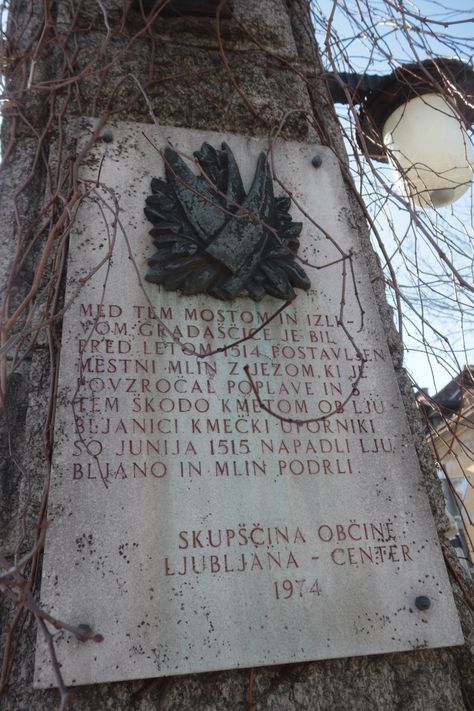 MED TEM MOSTOM IN IZLI
VOM GRADAŠČICE JE BIL
PRED LETOM 1514 POSTAVLJEN
MESTNI MLIN Z JEZOM, KI JE
POVZROČAL POPLAVE IN S
TEM ŠKODO KMETOM OB LJU
BLJANICI KMEČKI UPORNIKI
SO JUNIJA 1515 NAPADLI LJU
BLJANO IN MLIN PODRLI
SKUPŠČINA OBČINE
LJUBLJANA - CENTER
1974